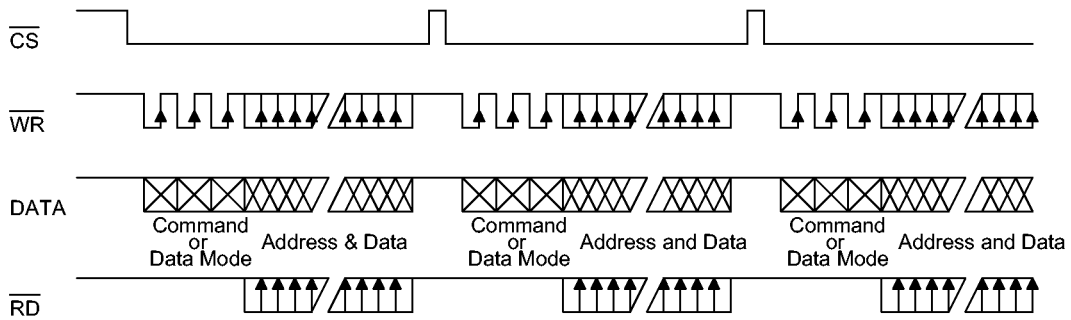 CS
WR
DATA
Command
or
Data Mode
Address & Data
Command
or
Data Mode
Address and Data
Command
or
Data Mode
Address and Data
RD